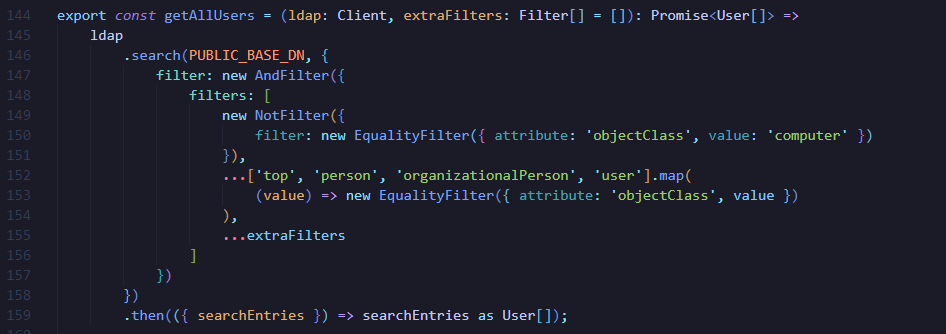 144 export const getAllUsers = (ldap: Client, extraFilters: Filter[] = []): Promise<User[]> =>
145     ldap
146         .search(PUBLIC_BASE_DN, {
147             filter: new AndFilter({
148                 filters: [
149                     new NotFilter({
150                         filter: new EqualityFilter({ attribute: 'objectClass', value: 'computer' })
151                     }),
152                     ...['top', 'person', 'organizationalPerson', 'user'].map(
153                         (value) => new EqualityFilter({ attribute: 'objectClass', value })
154                     ),
155                     ...extraFilters
156                 ]
157             })
158         })
159         .then(({ searchEntries }) => searchEntries as User[]);